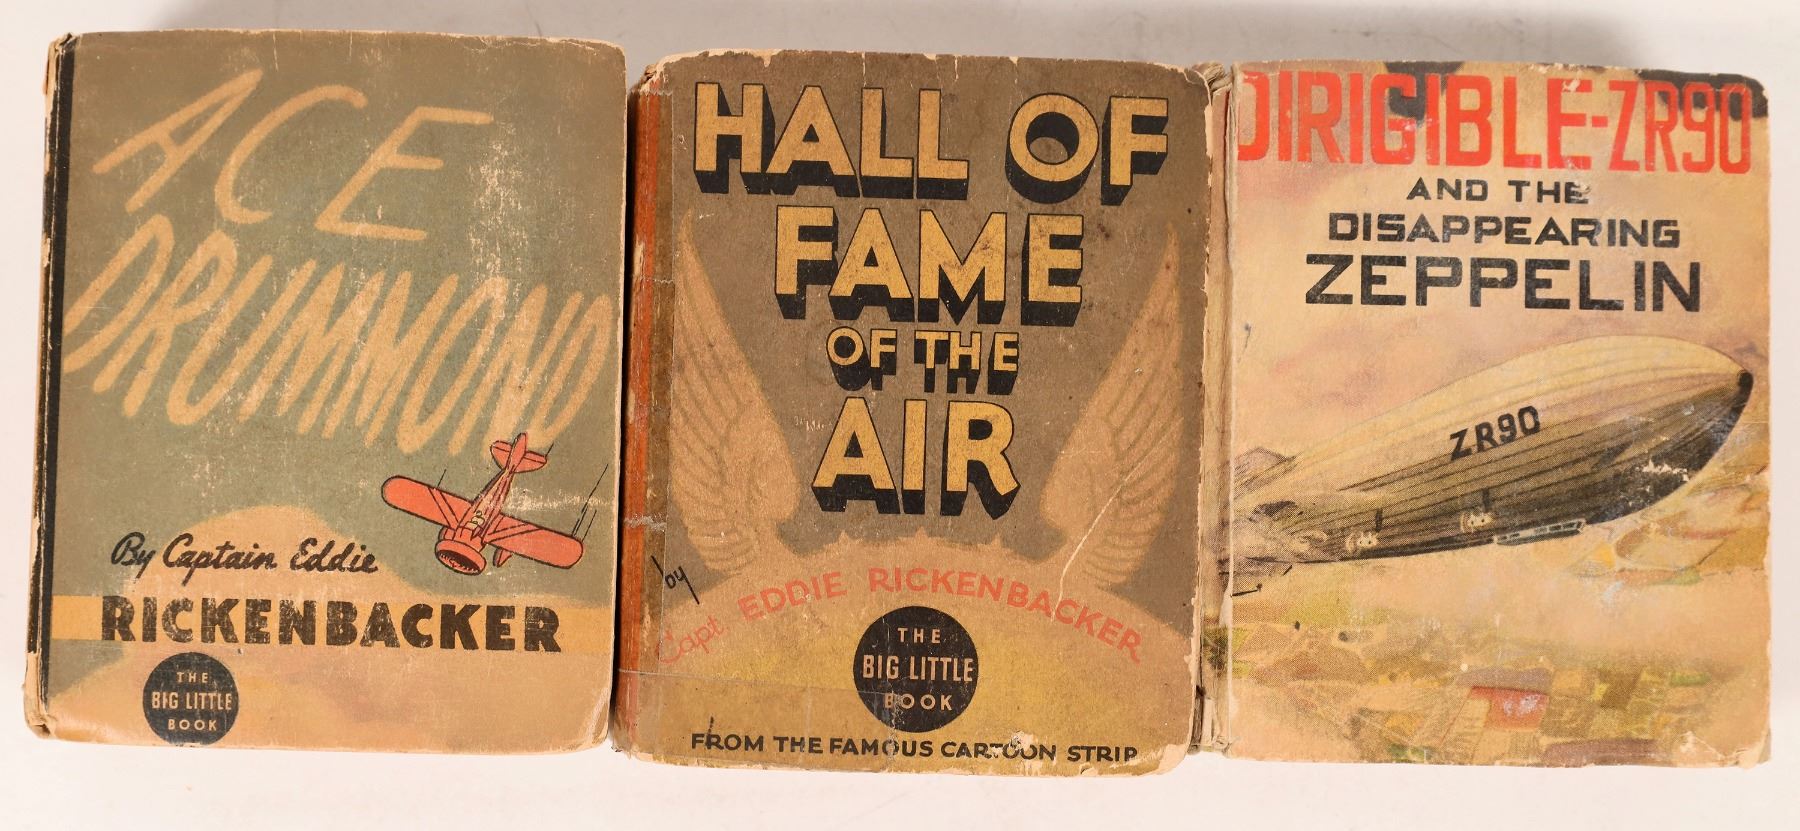 ACE
DRUMMOND
By Captain Eddie
RICKENBACKER
THE
BIG LITTLE
BOOK
HALL OF
FAME
OF THE
AIR
by
Capt. EDDIE RICKENBACKER
THE
BIG LITTLE
BOOK
FROM THE FAMOUS CARTOON STRIP
DIRIGIBLE-ZR90
AND THE
DISAPPEARING
ZEPPELIN
ZR90